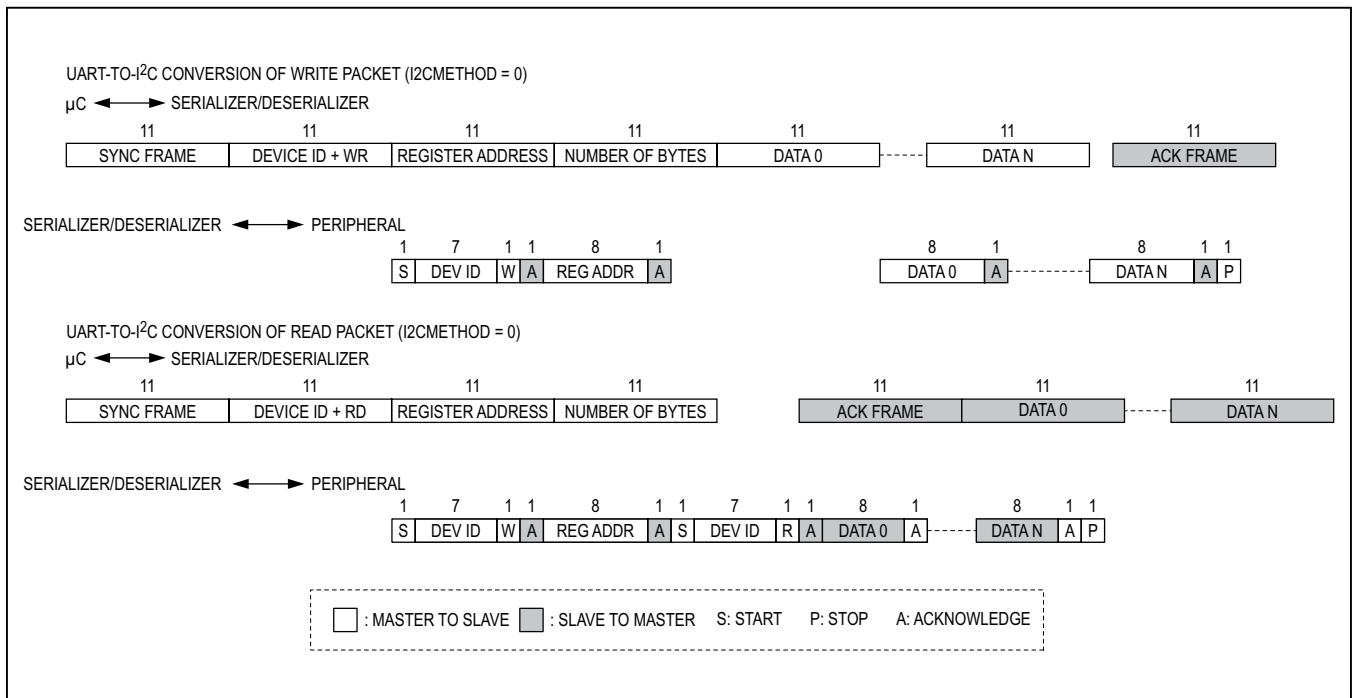 UART-TO-I2C CONVERSION OF WRITE PACKET (I2CMETHOD = 0)
µC SERIALIZER/DESERIALIZER
11 11 11 11 11 11 11
SYNC FRAME DEVICE ID + WR REGISTER ADDRESS NUMBER OF BYTES DATA 0 DATA N ACK FRAME
SERIALIZER/DESERIALIZER PERIPHERAL
1 7 1 1 8 1 8 1 8 1 1
S DEV ID W A REG ADDR A DATA 0 A DATA N A P
UART-TO-I2C CONVERSION OF READ PACKET (I2CMETHOD = 0)
µC SERIALIZER/DESERIALIZER
11 11 11 11 11 11 11
SYNC FRAME DEVICE ID + RD REGISTER ADDRESS NUMBER OF BYTES ACK FRAME DATA 0 DATA N
SERIALIZER/DESERIALIZER PERIPHERAL
1 7 1 1 8 1 1 7 1 1 8 1 8 1 1
S DEV ID W A REG ADDR A S DEV ID R A DATA 0 A DATA N A P
: MASTER TO SLAVE : SLAVE TO MASTER S: START P: STOP A: ACKNOWLEDGE